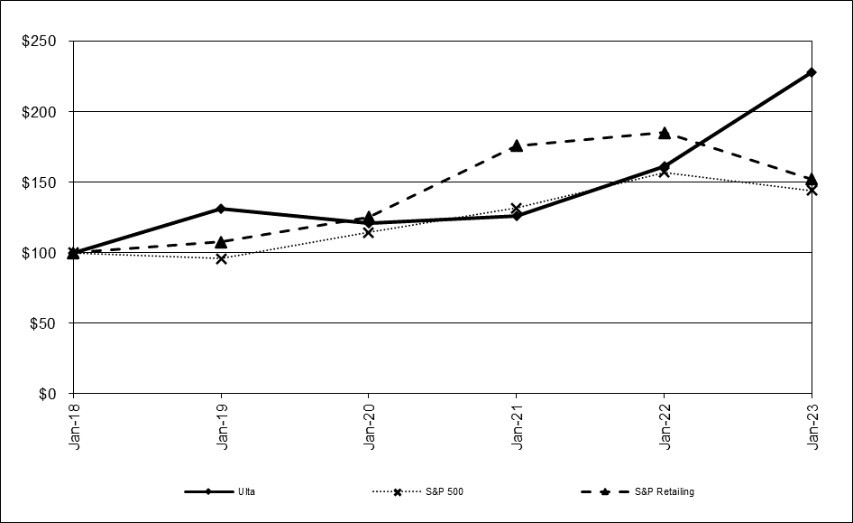 $250
$200
$150
$100
$50
$0
Jan-18
Jan-19
Jan-20
Jan-21
Jan-22
Jan-23
Ulta
S&P 500
S&P Retailing